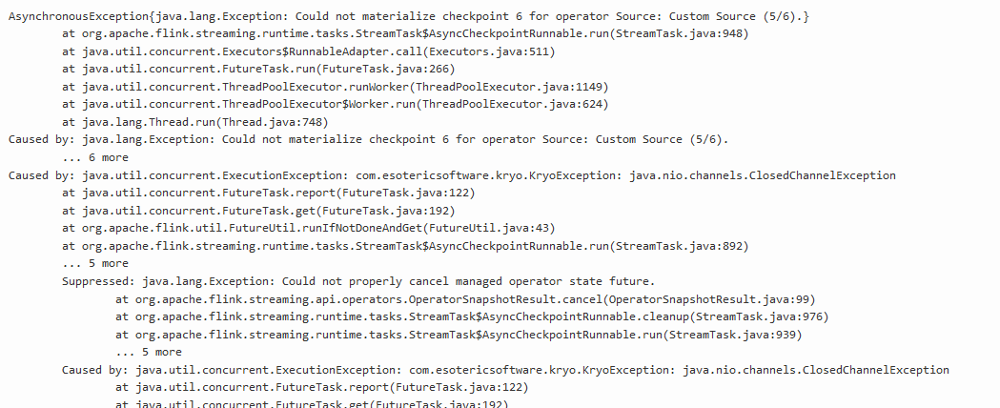 AsynchronousException{java.lang.Exception: Could not materialize checkpoint 6 for operator Source: Custom Source (5/6).}
at org.apache.flink.streaming.runtime.tasks.StreamTask$AsyncCheckpointRunnable.run(StreamTask.java:948)
at java.util.concurrent.Executors$RunnableAdapter.call(Executors.java:511)
at java.util.concurrent.FutureTask.run(FutureTask.java:266)
at java.util.concurrent.ThreadPoolExecutor.runWorker(ThreadPoolExecutor.java:1149)
at java.util.concurrent.ThreadPoolExecutor$Worker.run(ThreadPoolExecutor.java:624)
at java.lang.Thread.run(Thread.java:748)
Caused by: java.lang.Exception: Could not materialize checkpoint 6 for operator Source: Custom Source (5/6).
... 6 more
Caused by: java.util.concurrent.ExecutionException: com.esotericsoftware.kryo.KryoException: java.nio.channels.ClosedChannelException
at java.util.concurrent.FutureTask.report(FutureTask.java:122)
at java.util.concurrent.FutureTask.get(FutureTask.java:192)
at org.apache.flink.util.FutureUtil.runIfNotDoneAndGet(FutureUtil.java:43)
at org.apache.flink.streaming.runtime.tasks.StreamTask$AsyncCheckpointRunnable.run(StreamTask.java:892)
... 5 more
Suppressed: java.lang.Exception: Could not properly cancel managed operator state future.
at org.apache.flink.streaming.api.operators.OperatorSnapshotResult.cancel(OperatorSnapshotResult.java:99)
at org.apache.flink.streaming.runtime.tasks.StreamTask$AsyncCheckpointRunnable.cleanup(StreamTask.java:976)
at org.apache.flink.streaming.runtime.tasks.StreamTask$AsyncCheckpointRunnable.run(StreamTask.java:939)
... 5 more
Caused by: java.util.concurrent.ExecutionException: com.esotericsoftware.kryo.KryoException: java.nio.channels.ClosedChannelException
at java.util.concurrent.FutureTask.report(FutureTask.java:122)
at java.util.concurrent.FutureTask.get(FutureTask.java:192)